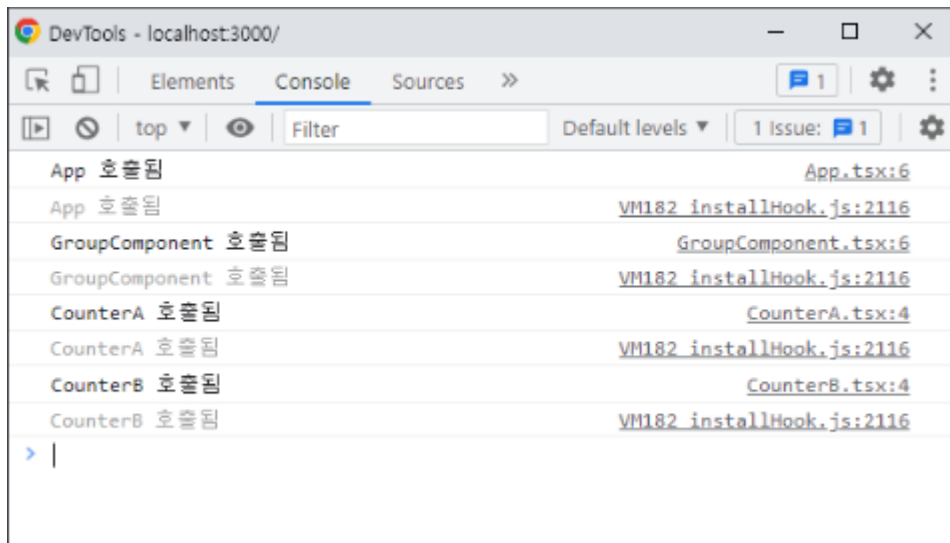 DevTools - localhost:3000/
Elements Console Sources » 1
top ▼ Filter Default levels ▼ 1 Issue: 1
App 호출됨 App.tsx:6
App 호출됨 VM182 installHook.js:2116
GroupComponent 호출됨 GroupComponent.tsx:6
GroupComponent 호출됨 VM182 installHook.js:2116
CounterA 호출됨 CounterA.tsx:4
CounterA 호출됨 VM182 installHook.js:2116
CounterB 호출됨 CounterB.tsx:4
CounterB 호출됨 VM182 installHook.js:2116
>